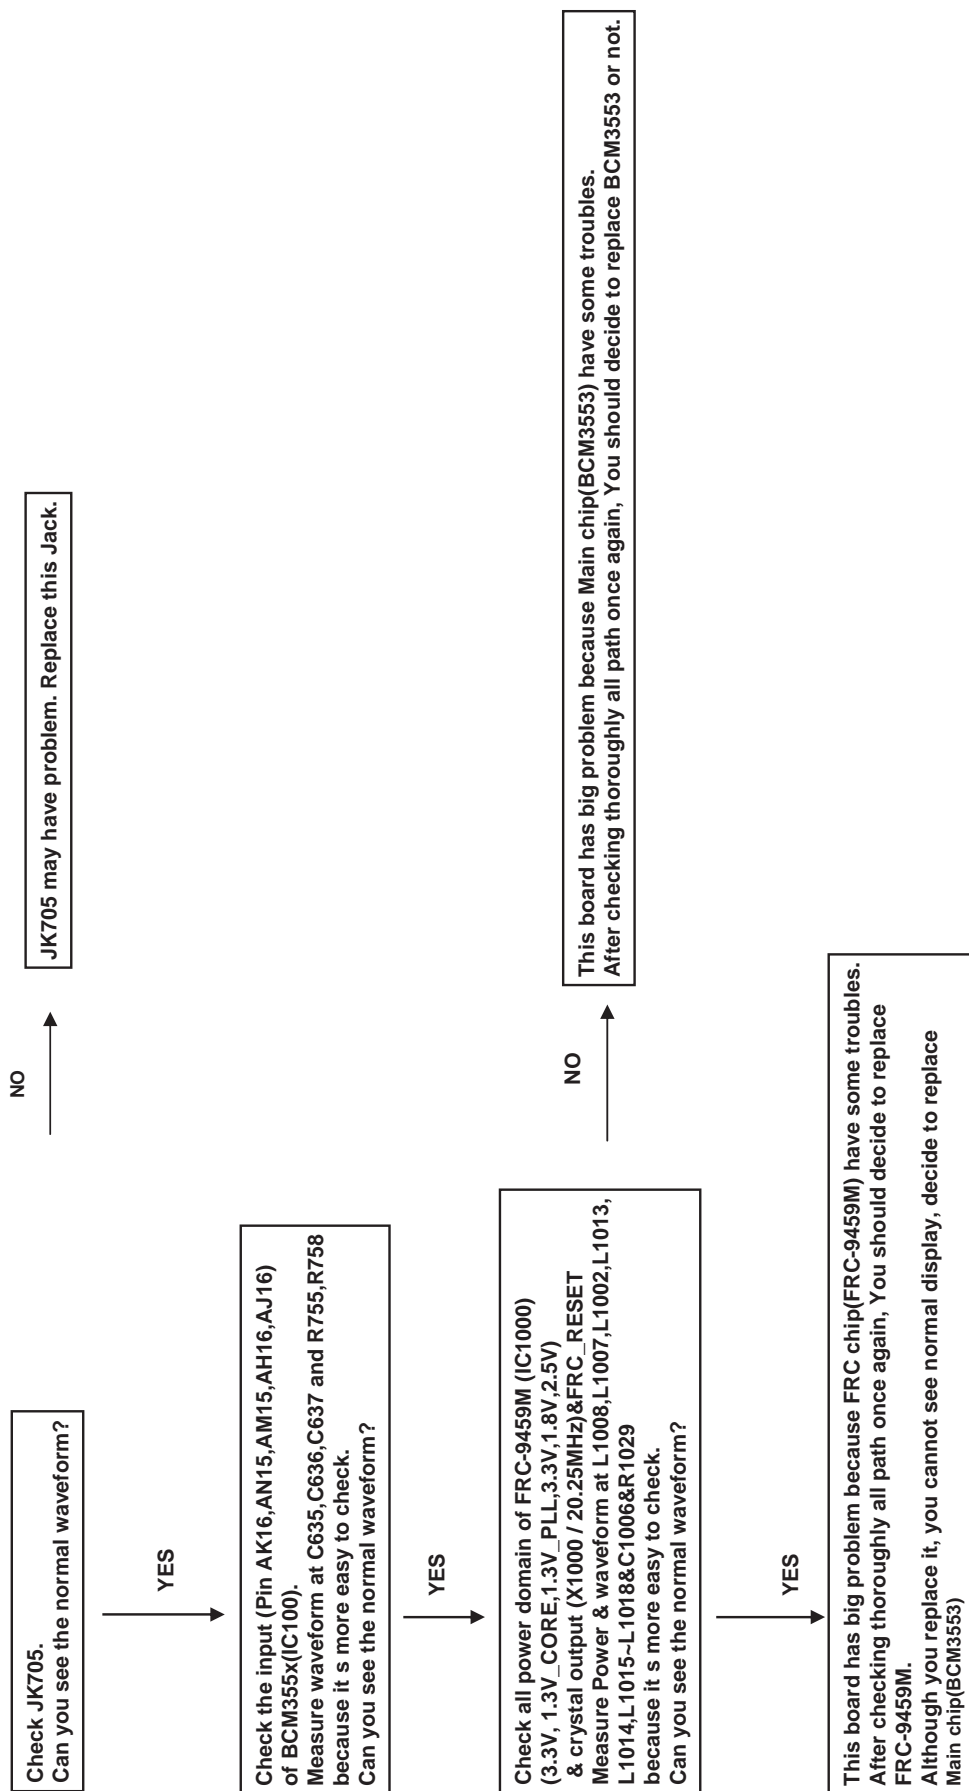 Check JK705.
Can you see the normal waveform?
NO
JK705 may have problem. Replace this Jack.
YES
Check the input (Pin AK16,AN15,AM15,AH16,AJ16)
of BCM355x(IC100).
Measure waveform at C635,C636,C637 and R755,R758
because it s more easy to check.
Can you see the normal waveform?
YES
Check all power domain of FRC-9459M (IC1000)
(3.3V, 1.3V_CORE,1.3V_PLL,3.3V,1.8V,2.5V)
& crystal output (X1000 / 20.25MHz)&FRC_RESET
Measure Power & waveform at L1008,L1007,L1002,L1013,
L1014,L1015~L1018&C1006&R1029
because it s more easy to check.
Can you see the normal waveform?
NO
This board has big problem because Main chip(BCM3553) have some troubles.
After checking thoroughly all path once again, You should decide to replace BCM3553 or not.
YES
This board has big problem because FRC chip(FRC-9459M) have some troubles.
After checking thoroughly all path once again, You should decide to replace
FRC-9459M.
Although you replace it, you cannot see normal display, decide to replace
Main chip(BCM3553)